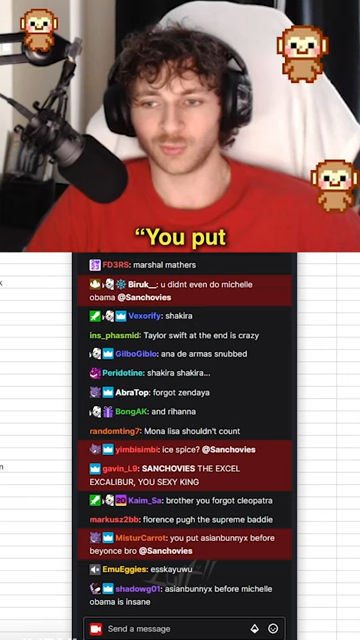 “You put
FD3RS: marshal mathers
Biruk__: u didnt even do michelle
obama @Sanchovies
Vexorify: shakira
ins_phasmid: Taylor swift at the end is crazy
GilboGiblo: ana de armas snubbed
Peridotine: shakira shakira...
AbraTop: forgot zendaya
BongAK: and rihanna
randomting7: Mona lisa shouldn't count
yimbisimbi: ice spice? @Sanchovies
gavin_L9: SANCHOVIES THE EXCEL
EXCALIBUR, YOU SEXY KING
20 Kaim_Sa: brother you forgot cleopatra
markusz2bb: florence pugh the supreme baddie
MisturCarrot: you put asianbunnyx before
beyonce bro @Sanchovies
EmuEggies: esskayuwu
shadowg01: asianbunnyx before michelle
obama is insane
Send a message